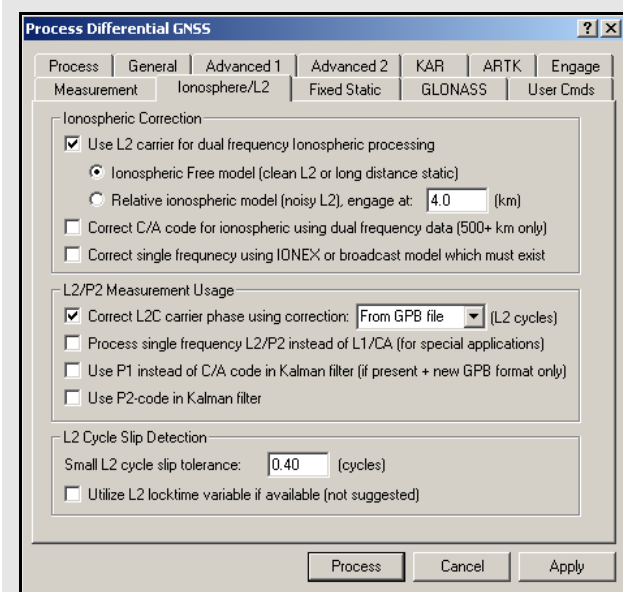 Process Differential GNSS
Process General Advanced 1 Advanced 2 KAR ARTK Engage
Measurement Ionosphere/L2 Fixed Static GLONASS User Cmds
Ionospheric Correction
Use L2 carrier for dual frequency Ionospheric processing
Ionospheric Free model (clean L2 or long distance static)
Relative ionospheric model (noisy L2), engage at: 4.0 (km)
Correct C/A code for ionospheric using dual frequency data (500+ km only)
Correct single frequnecy using IONEX or broadcast model which must exist
L2/P2 Measurement Usage
Correct L2C carrier phase using correction: From GPB file (L2 cycles)
Process single frequency L2/P2 instead of L1/CA (for special applications)
Use P1 instead of C/A code in Kalman filter (if present + new GPB format only)
Use P2-code in Kalman filter
L2 Cycle Slip Detection
Small L2 cycle slip tolerance: 0.40 (cycles)
Utilize L2 locktime variable if available (not suggested)
Process Cancel Apply